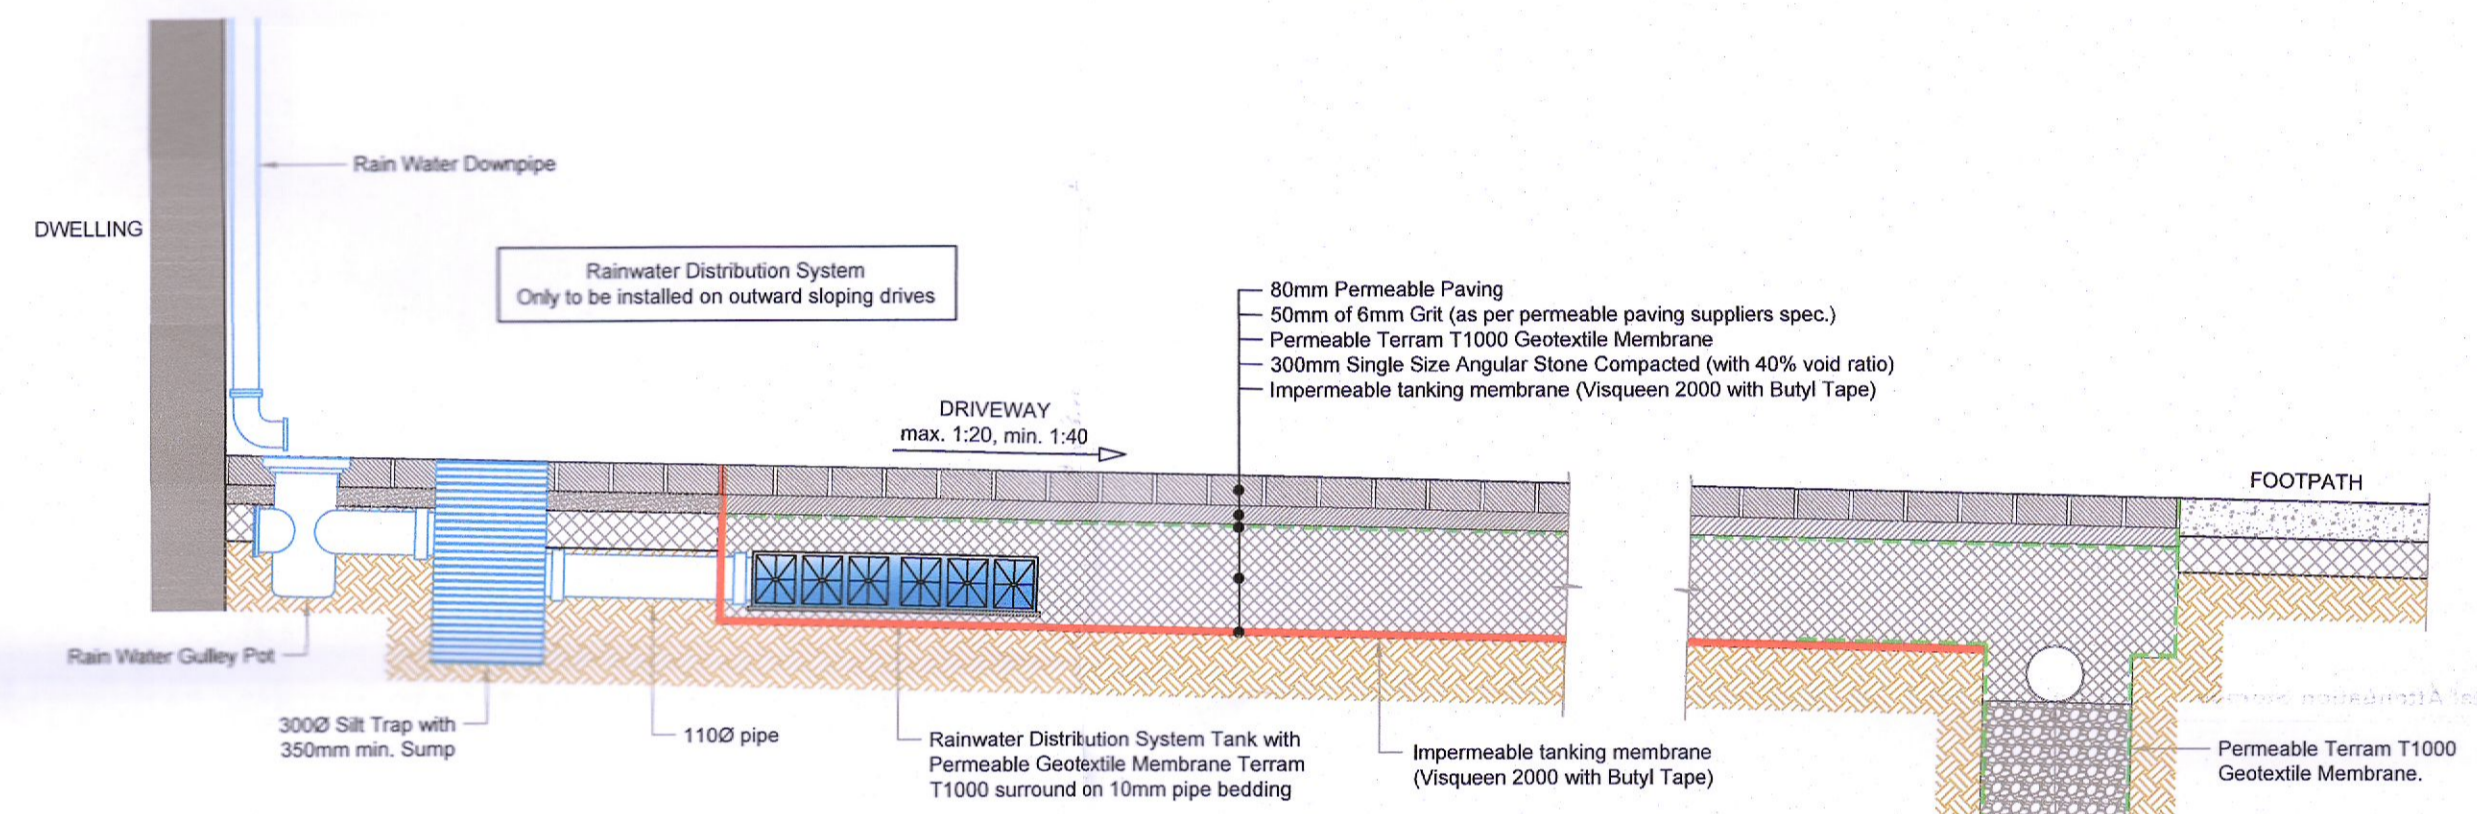 Rain Water Downpipe
DWELLING
Rainwater Distribution System
Only to be installed on outward sloping drives
80mm Permeable Paving
50mm of 6mm Grit (as per permeable paving suppliers spec.)
Permeable Terram T1000 Geotextile Membrane
300mm Single Size Angular Stone Compacted (with 40% void ratio)
Impermeable tanking membrane (Visqueen 2000 with Butyl Tape)
DRIVEWAY
max. 1:20, min. 1:40
FOOTPATH
Rain Water Gulley Pot
300Ø Silt Trap with
350mm min. Sump
110Ø pipe
Rainwater Distribution System Tank with
Permeable Geotextile Membrane Terram
T1000 surround on 10mm pipe bedding
Impermeable tanking membrane
(Visqueen 2000 with Butyl Tape)
Permeable Terram T1000
Geotextile Membrane.